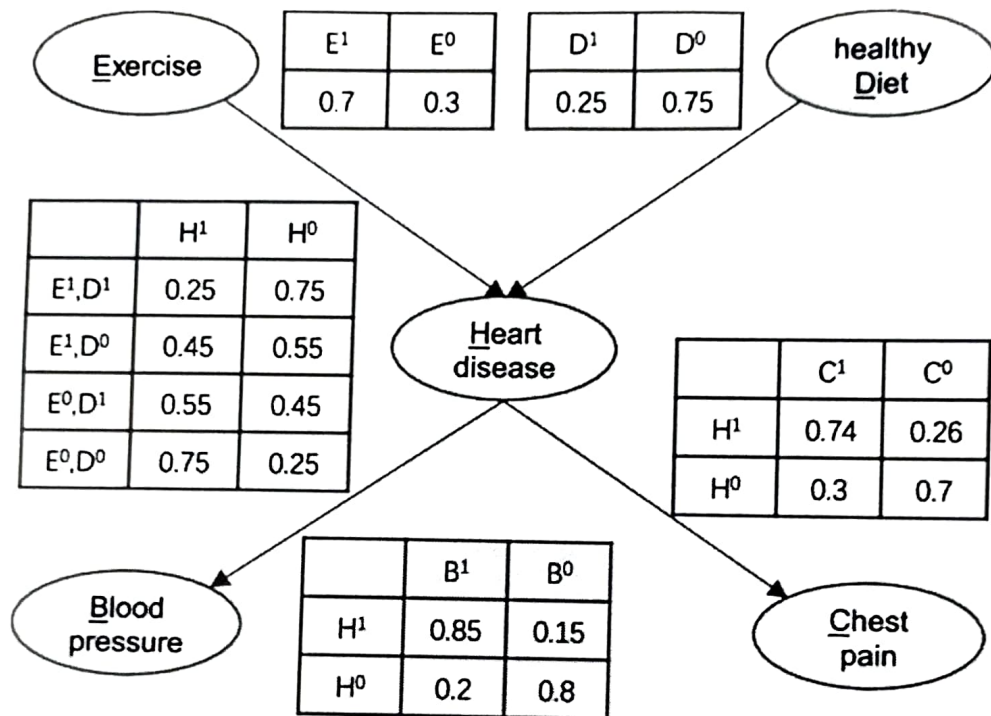 Exercise
E¹ E⁰
0.7 0.3
D¹ D⁰
0.25 0.75
healthy
Diet
H¹ H⁰
E¹,D¹ 0.25 0.75
E¹,D⁰ 0.45 0.55
E⁰,D¹ 0.55 0.45
E⁰,D⁰ 0.75 0.25
Heart
disease
C¹ C⁰
H¹ 0.74 0.26
H⁰ 0.3 0.7
Blood
pressure
B¹ B⁰
H¹ 0.85 0.15
H⁰ 0.2 0.8
Chest
pain